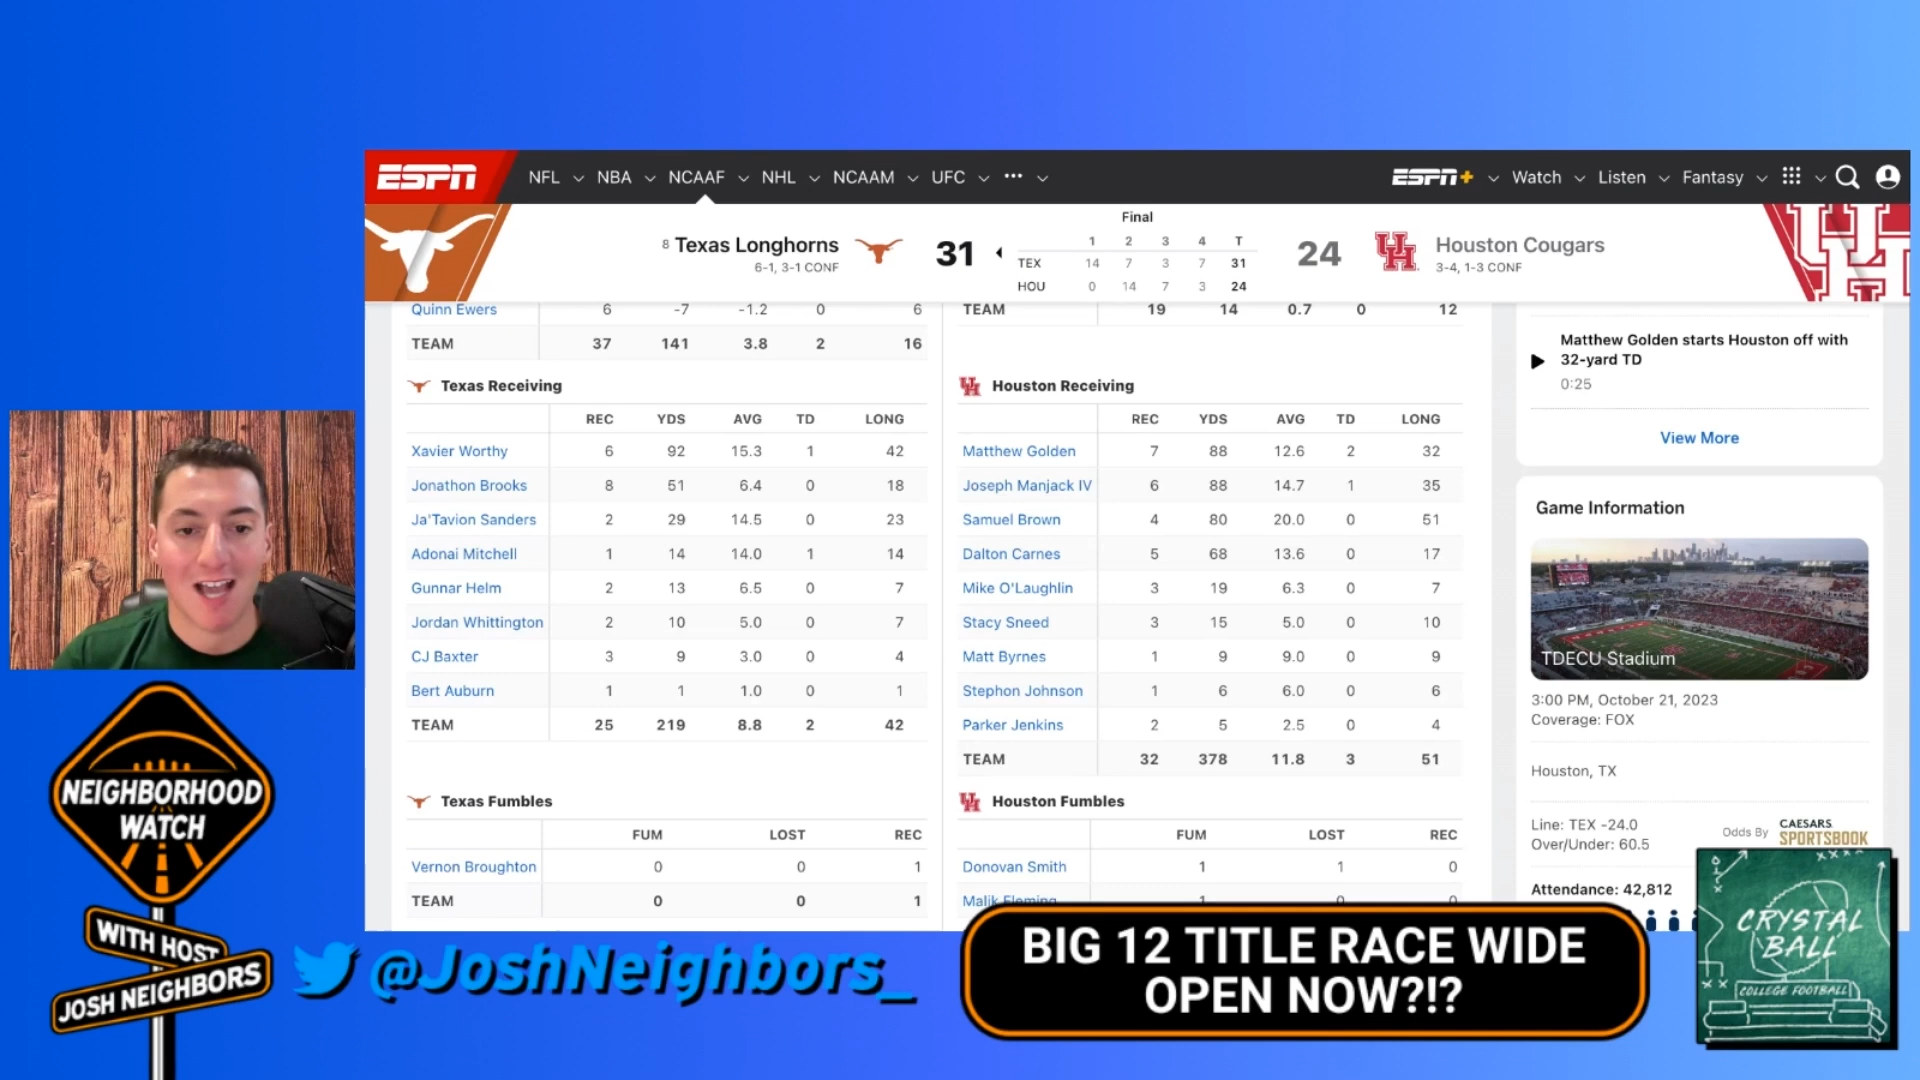 ESPN NFL NBA NCAAF NHL NCAAM UFC ESPN+ Watch Listen Fantasy
Final
8 Texas Longhorns 31 24 Houston Cougars
6-1, 3-1 CONF 3-4, 1-3 CONF
1 2 3 4 T
TEX 14 7 3 7 31
HOU 0 14 7 3 24
Quinn Ewers 6 -7 -1.2 0 6
TEAM 37 141 3.8 2 16
Texas Receiving
REC YDS AVG TD LONG
Xavier Worthy 6 92 15.3 1 42
Jonathon Brooks 8 51 6.4 0 18
Ja'Tavion Sanders 2 29 14.5 0 23
Adonai Mitchell 1 14 14.0 1 14
Gunnar Helm 2 13 6.5 0 7
Jordan Whittington 2 10 5.0 0 7
CJ Baxter 3 9 3.0 0 4
Bert Auburn 1 1 1.0 0 1
TEAM 25 219 8.8 2 42
Texas Fumbles
FUM LOST REC
Vernon Broughton 0 0 1
TEAM 0 0 1
TEAM 19 14 0.7 0 12
Houston Receiving
REC YDS AVG TD LONG
Matthew Golden 7 88 12.6 2 32
Joseph Manjack IV 6 88 14.7 1 35
Samuel Brown 4 80 20.0 0 51
Dalton Carnes 5 68 13.6 0 17
Mike O'Laughlin 3 19 6.3 0 7
Stacy Sneed 3 15 5.0 0 10
Matt Byrnes 1 9 9.0 0 9
Stephon Johnson 1 6 6.0 0 6
Parker Jenkins 2 5 2.5 0 4
TEAM 32 378 11.8 3 51
Houston Fumbles
FUM LOST REC
Donovan Smith 1 1 0
Malik Fleming 1 0 0
Matthew Golden starts Houston off with
32-yard TD
0:25
View More
Game Information
TDECU Stadium
3:00 PM, October 21, 2023
Coverage: FOX
Houston, TX
Line: TEX -24.0
Over/Under: 60.5
Odds By CAESARS
SPORTSBOOK
Attendance: 42,812
NEIGHBORHOOD
WATCH
WITH HOST
JOSH NEIGHBORS
@JoshNeighbors_
BIG 12 TITLE RACE WIDE
OPEN NOW?!?
CRYSTAL
BALL
COLLEGE FOOTBALL